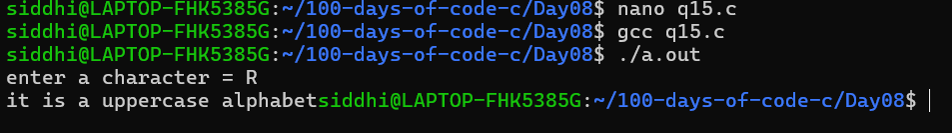 siddhi@LAPTOP-FHK5385G:~/100-days-of-code-c/Day08$ nano q15.c
siddhi@LAPTOP-FHK5385G:~/100-days-of-code-c/Day08$ gcc q15.c
siddhi@LAPTOP-FHK5385G:~/100-days-of-code-c/Day08$ ./a.out
enter a character = R
it is a uppercase alphabetsiddhi@LAPTOP-FHK5385G:~/100-days-of-code-c/Day08$